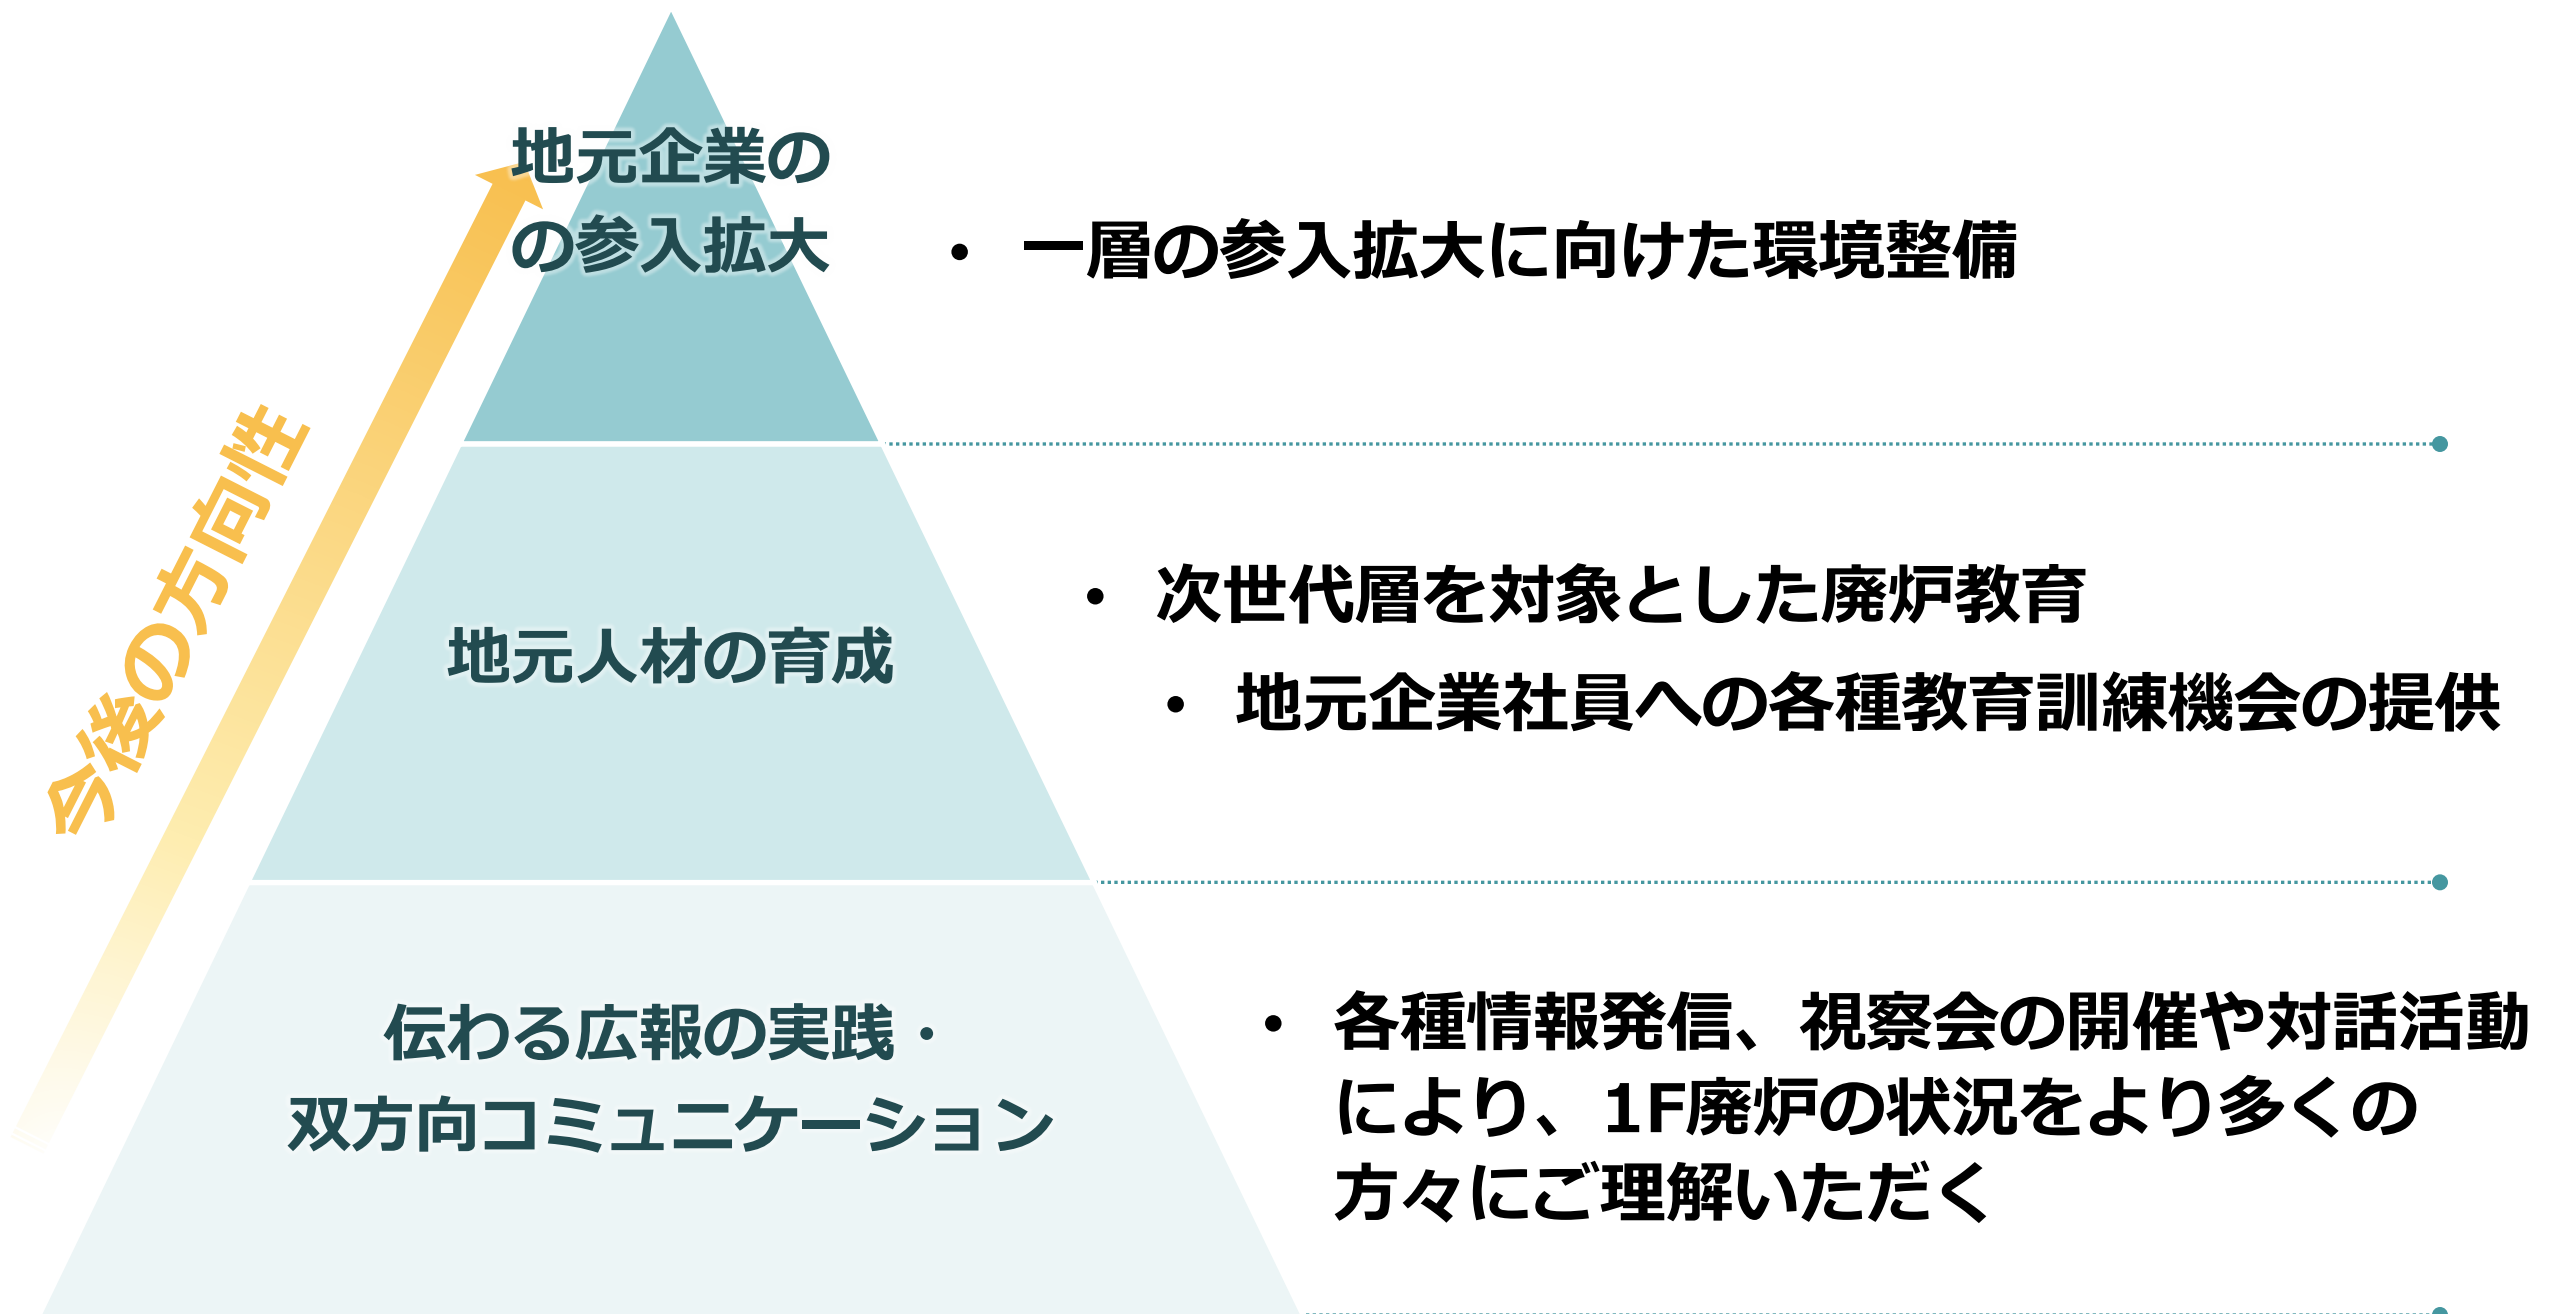 地元企業の
の参入拡大
• 一層の参入拡大に向けた環境整備
今後の方向性
• 次世代層を対象とした廃炉教育
地元人材の育成
• 地元企業社員への各種教育訓練機会の提供
伝わる広報の実践・
双方向コミュニケーション
• 各種情報発信、視察会の開催や対話活動
により、1F廃炉の状況をより多くの
方々にご理解いただく